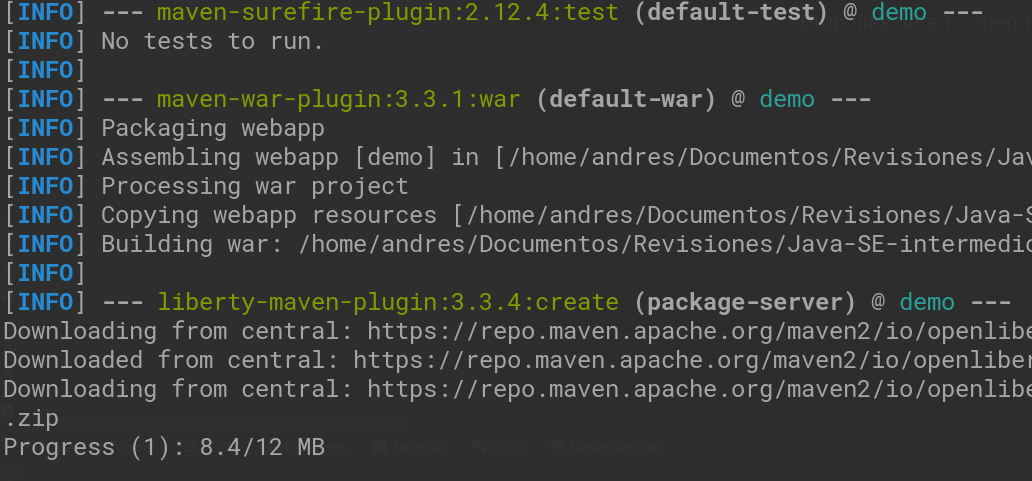 [INFO] --- maven-surefire-plugin:2.12.4:test (default-test) @ demo ---
[INFO] No tests to run.
[INFO]
[INFO] --- maven-war-plugin:3.3.1:war (default-war) @ demo ---
[INFO] Packaging webapp
[INFO] Assembling webapp [demo] in [/home/andres/Documentos/Revisiones/Jav
[INFO] Processing war project
[INFO] Copying webapp resources [/home/andres/Documentos/Revisiones/Java-S
[INFO] Building war: /home/andres/Documentos/Revisiones/Java-SE-intermedio
[INFO]
[INFO] --- liberty-maven-plugin:3.3.4:create (package-server) @ demo ---
Downloading from central: https://repo.maven.apache.org/maven2/io/openlibe
Downloaded from central: https://repo.maven.apache.org/maven2/io/openliber
Downloading from central: https://repo.maven.apache.org/maven2/io/openlibe
.zip
Progress (1): 8.4/12 MB
Terminal Build Dependencies